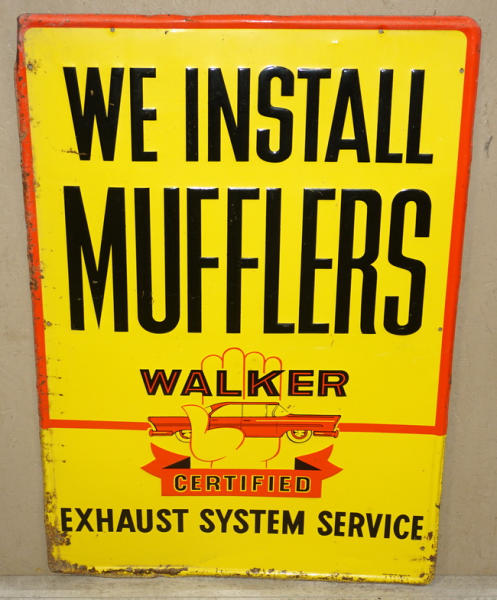 WE INSTALL
MUFFLERS
WALKER
CERTIFIED
EXHAUST SYSTEM SERVICE